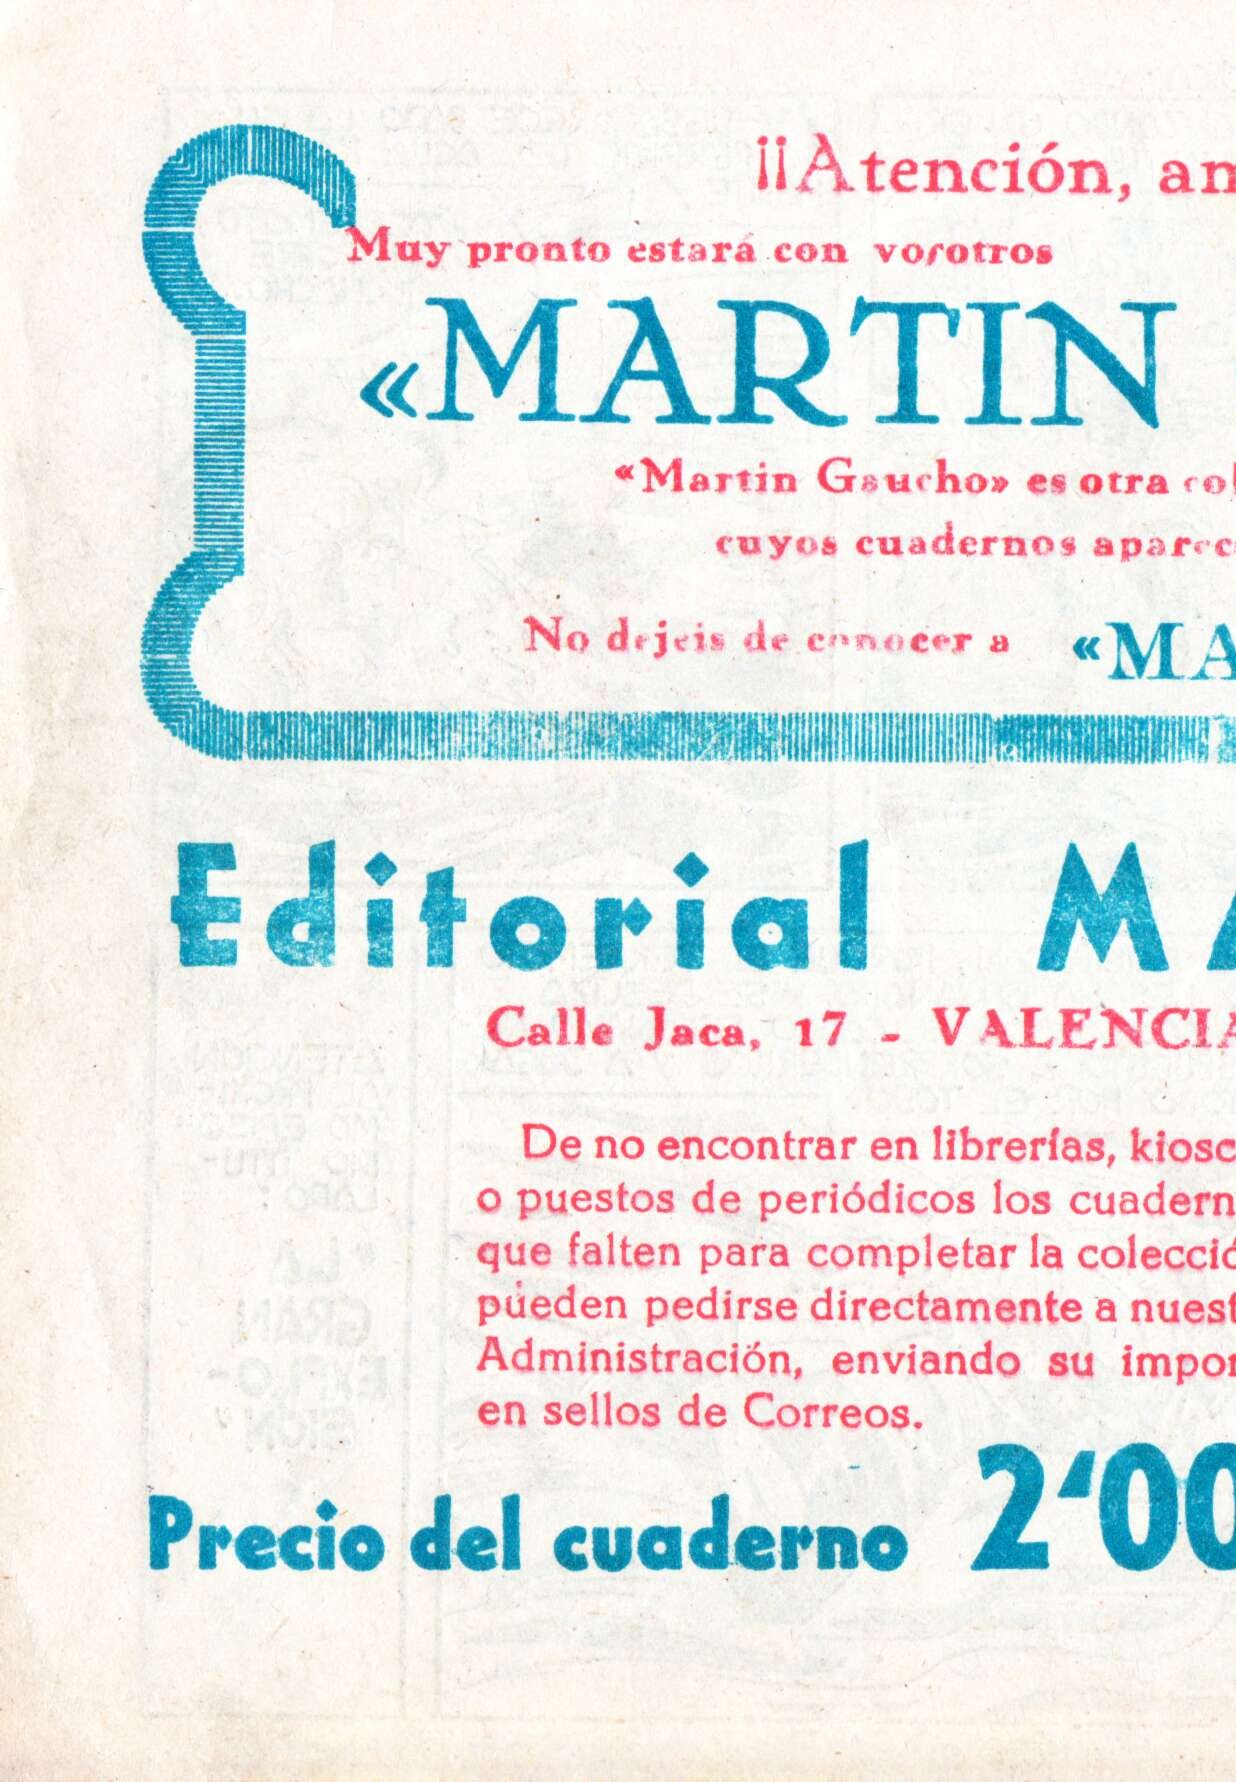 ¡¡Atención, am
Muy pronto estará con vosotros
«MARTIN
«Martin Gaucho» es otra col
cuyos cuadernos aparec
No dejeis de conocer a «MA
Editorial MA
Calle Jaca, 17 - VALENCIA
De no encontrar en librerías, kiosc
o puestos de periódicos los cuadern
que falten para completar la colecció
pueden pedirse directamente a nuest
Administración, enviando su impor
en sellos de Correos.
Precio del cuaderno 2'00